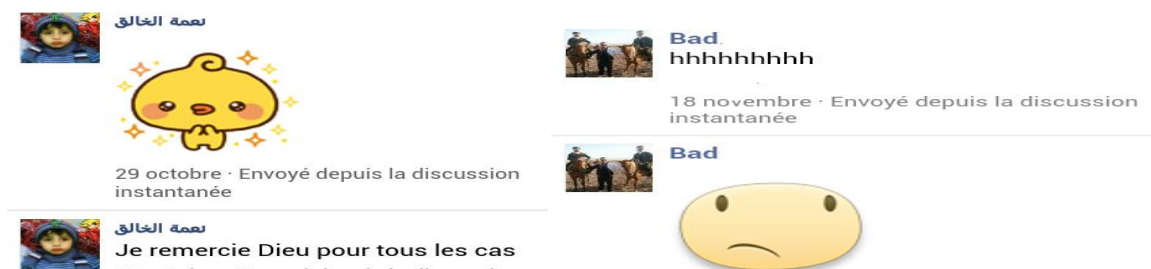 نعمة الخالق
29 octobre · Envoyé depuis la discussion
instantanée
نعمة الخالق
Je remercie Dieu pour tous les cas
Bad
hhhhhhhhh
18 novembre · Envoyé depuis la discussion
instantanée
Bad